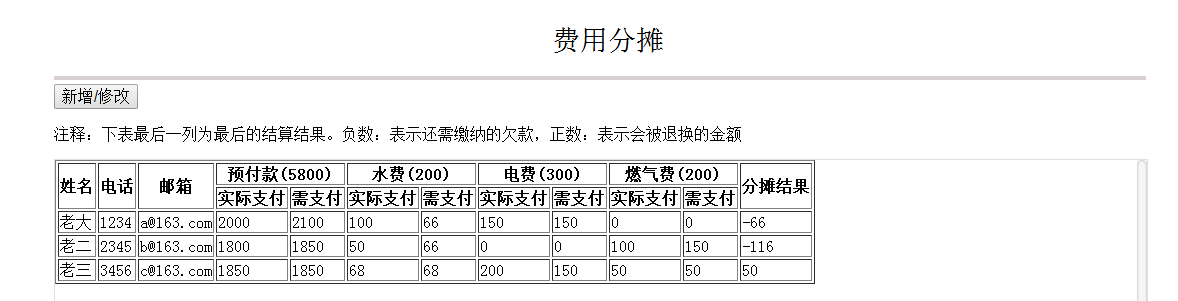 费用分摊
新增/修改
注释：下表最后一列为最后的结算结果。负数：表示还需缴纳的欠款，正数：表示会被退换的金额
姓名 电话 邮箱 预付款(5800) 水费(200) 电费(300) 燃气费(200) 分摊结果
实际支付 需支付 实际支付 需支付 实际支付 需支付 实际支付 需支付
老大 1234 a@163.com 2000 2100 100 66 150 150 0 0 -66
老二 2345 b@163.com 1800 1850 50 66 0 0 100 150 -116
老三 3456 c@163.com 1850 1850 68 68 200 150 50 50 50